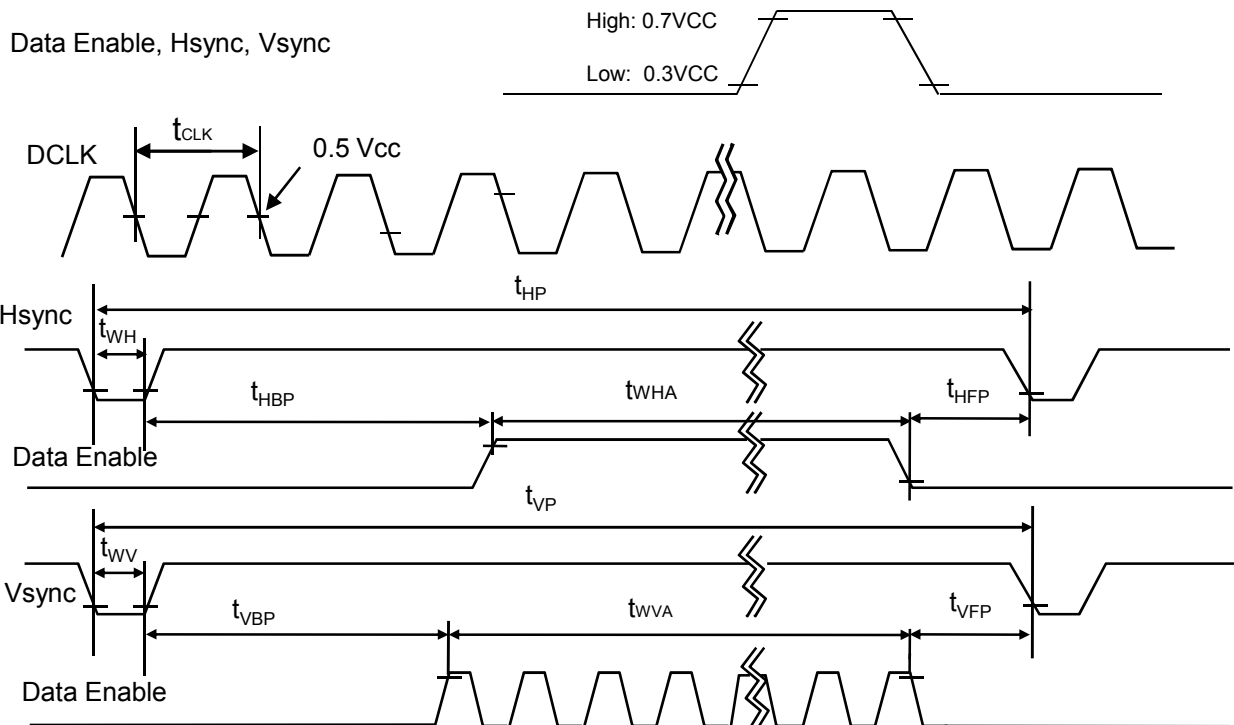 High: 0.7VCC
Data Enable, Hsync, Vsync
Low: 0.3VCC
tCLK
DCLK
0.5 Vcc
tHP
Hsync
tWH
tHBP
tWHA
tHFP
Data Enable
tVP
tWV
Vsync
tVBP
tWVA
tVFP
Data Enable